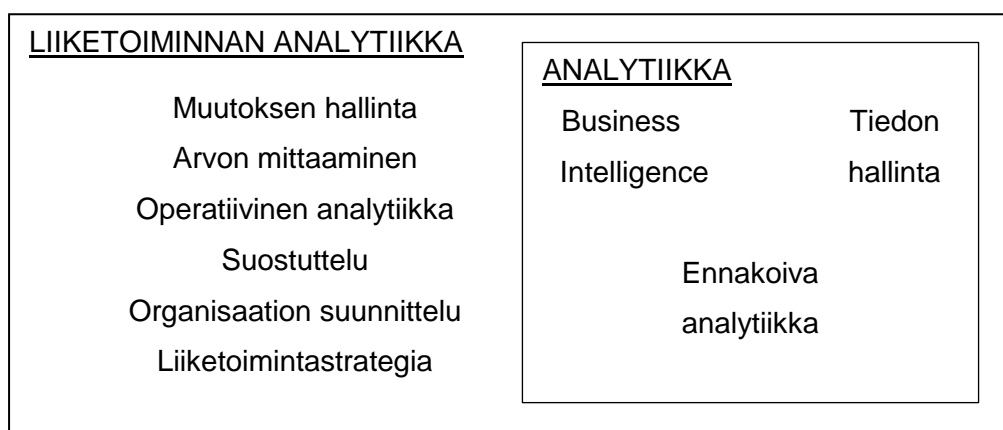 LIIKETOIMINNAN ANALYTIIKKA
Muutoksen hallinta
Arvon mittaaminen
Operatiivinen analytiikka
Suostuttelu
Organisaation suunnittelu
Liiketoimintastrategia
ANALYTIIKKA
Business
Intelligence
Tiedon
hallinta
Ennakoiva
analytiikka